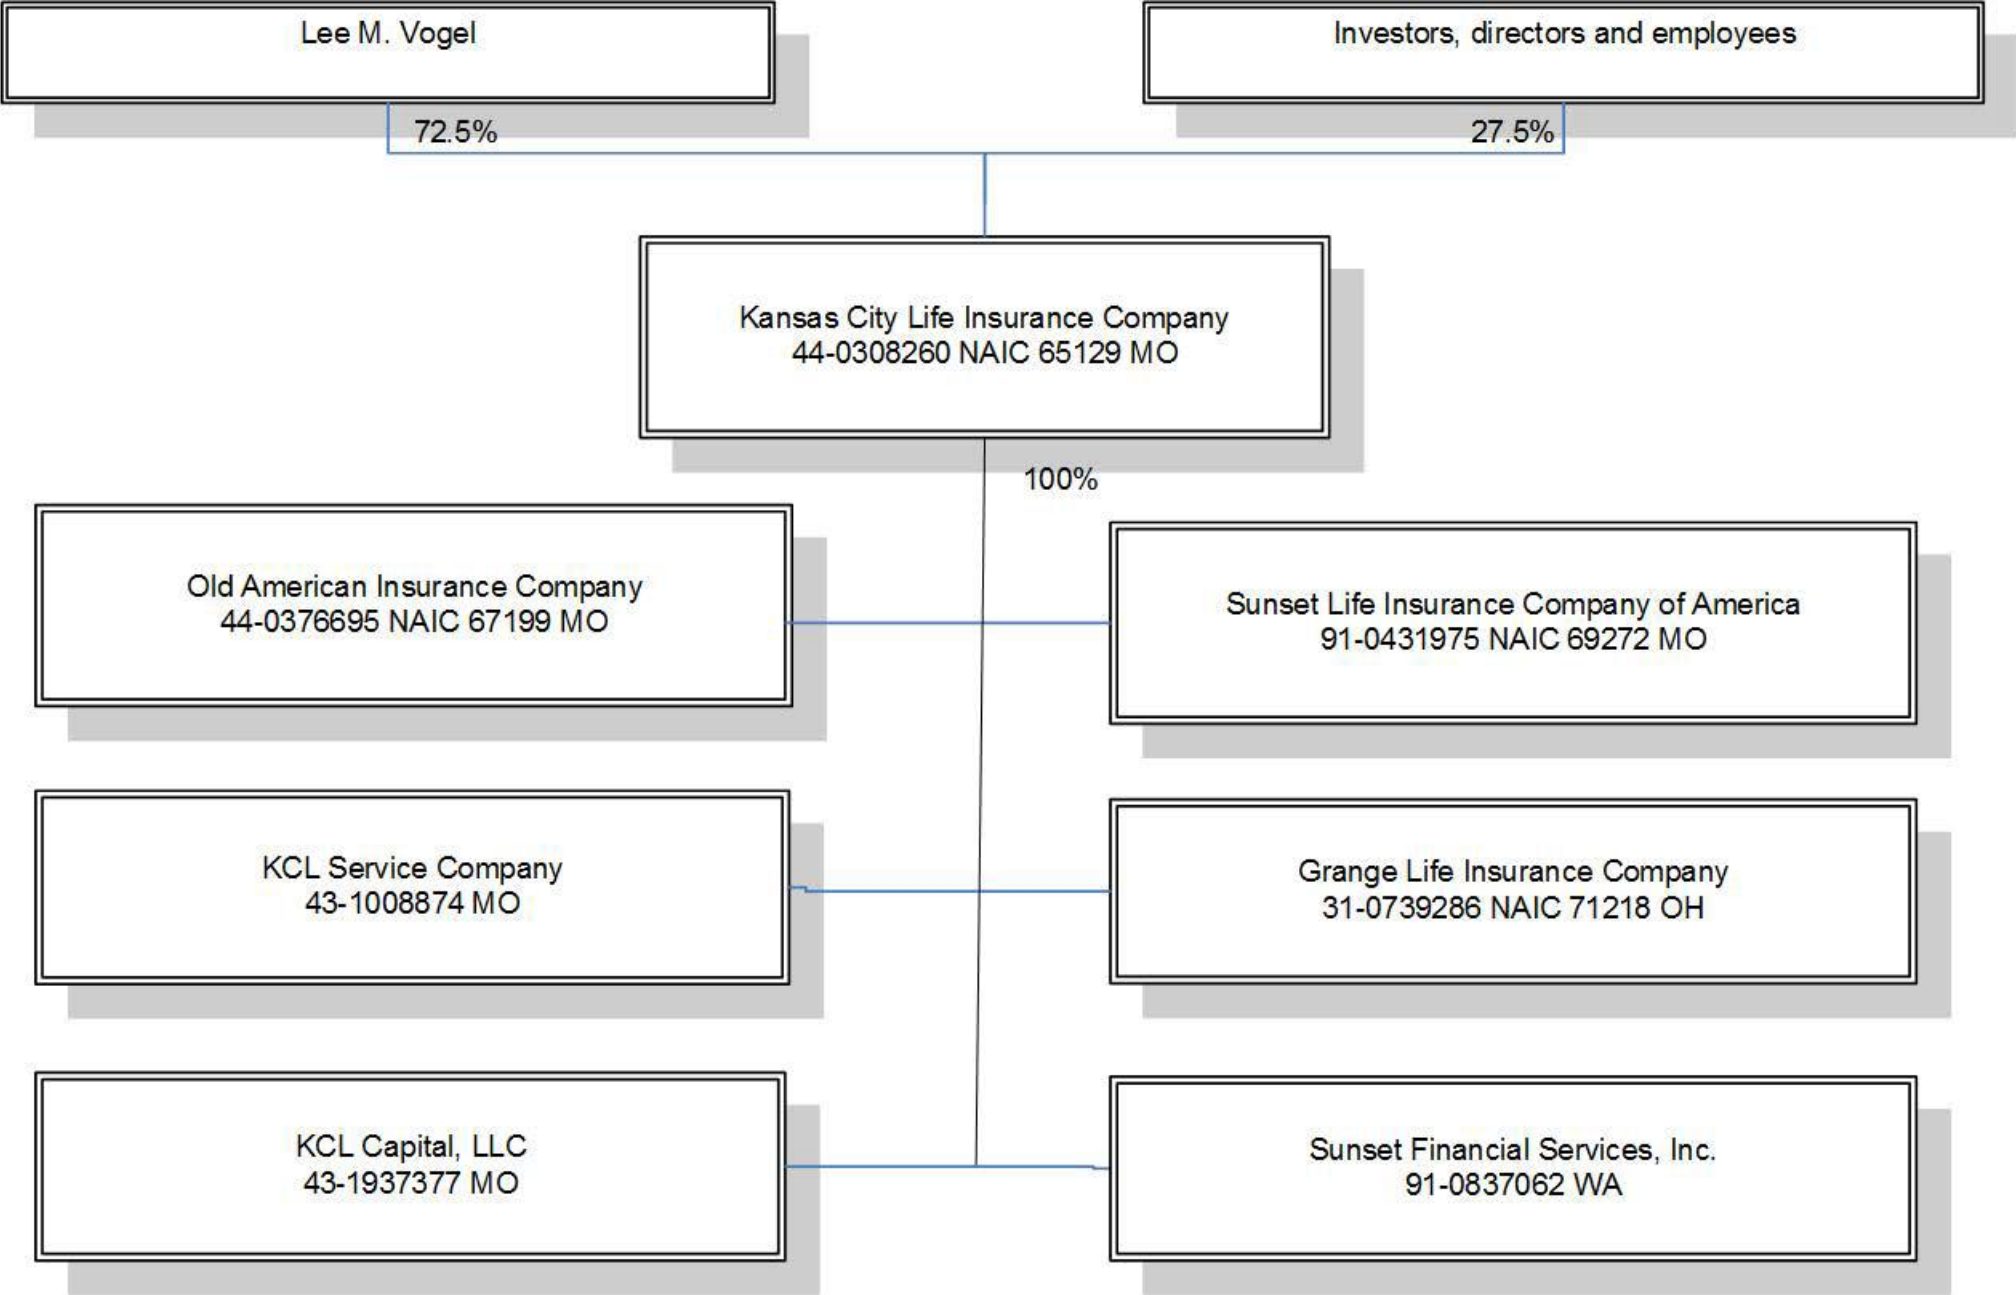 Lee M. Vogel
Investors, directors and employees
72.5%
27.5%
Kansas City Life Insurance Company
44-0308260 NAIC 65129 MO
100%
Old American Insurance Company
44-0376695 NAIC 67199 MO
Sunset Life Insurance Company of America
91-0431975 NAIC 69272 MO
KCL Service Company
43-1008874 MO
Grange Life Insurance Company
31-0739286 NAIC 71218 OH
KCL Capital, LLC
43-1937377 MO
Sunset Financial Services, Inc.
91-0837062 WA